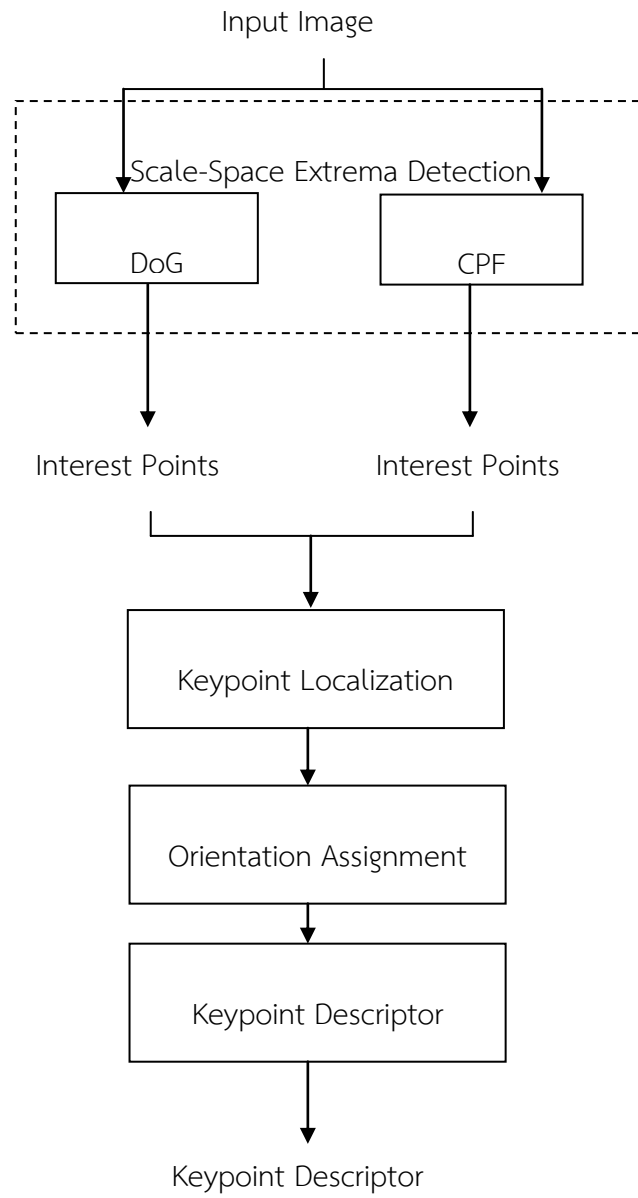 Input Image
Scale-Space Extrema Detection
DoG
CPF
Interest Points
Interest Points
Keypoint Localization
Orientation Assignment
Keypoint Descriptor
Keypoint Descriptor